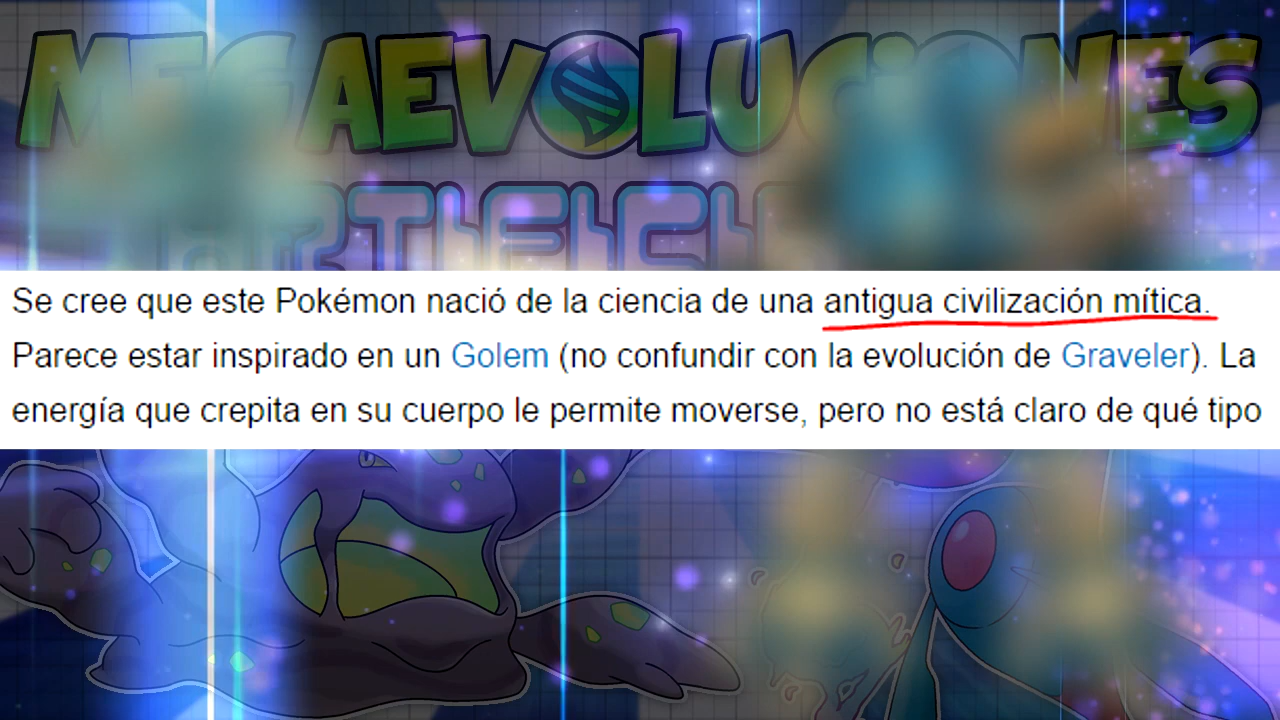 MEGAEVOLUCIONES
Se cree que este Pokémon nació de la ciencia de una antigua civilización mítica.
Parece estar inspirado en un Golem (no confundir con la evolución de Graveler). La
energía que crepita en su cuerpo le permite moverse, pero no está claro de qué tipo